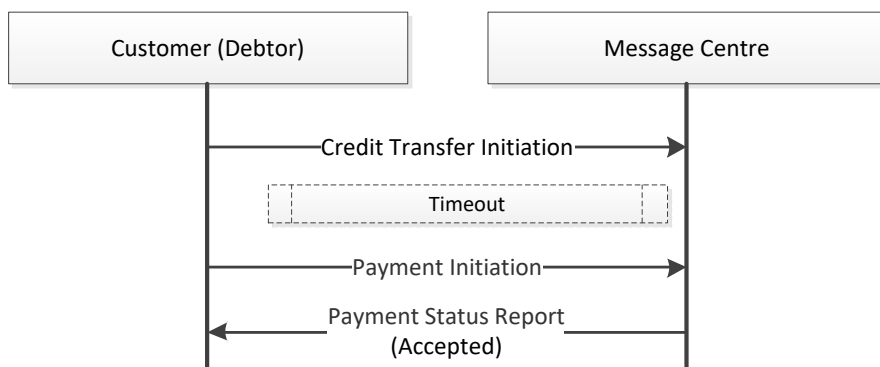 Customer (Debtor)
Message Centre
Credit Transfer Initiation
Timeout
Payment Initiation
Payment Status Report
(Accepted)